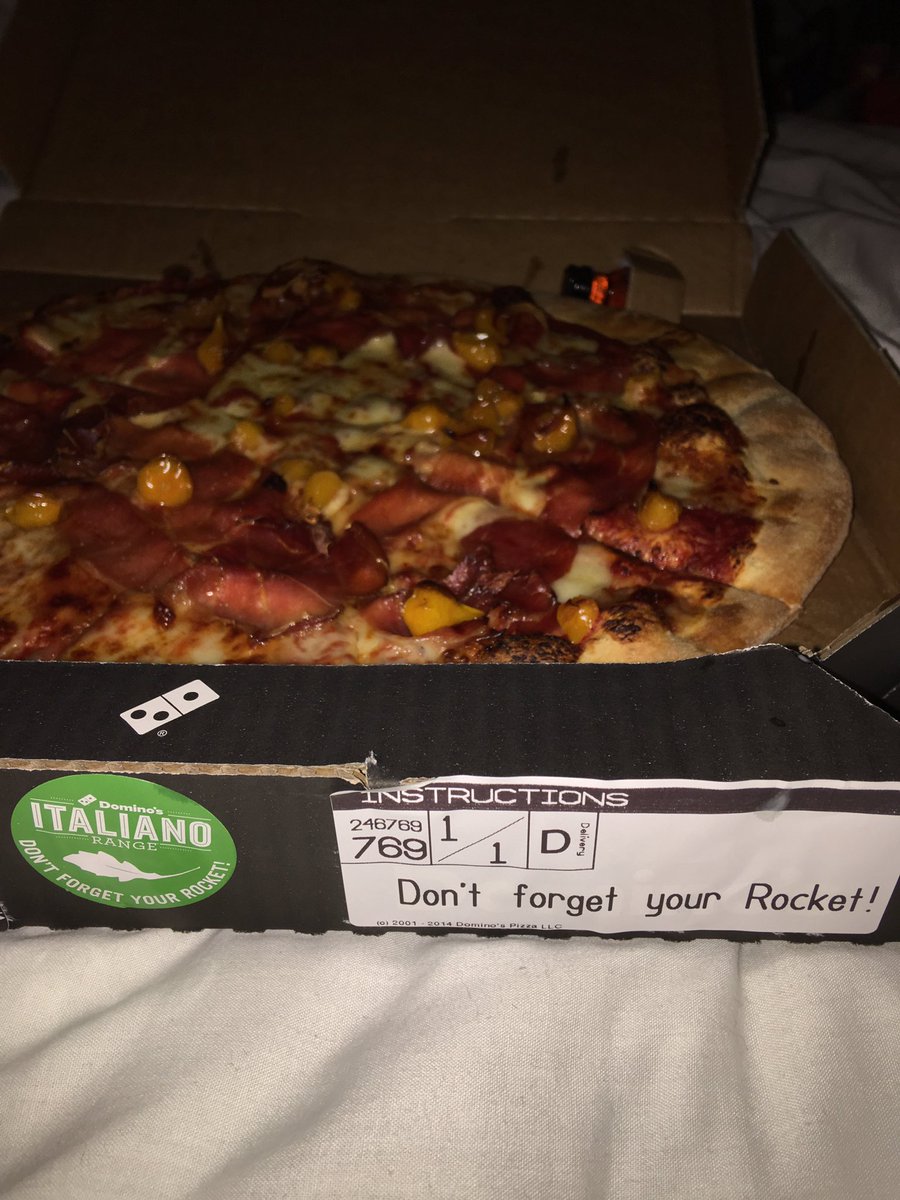 ®
Domino's
ITALIANO
RANGE
DON'T FORGET YOUR ROCKET!
INSTRUCTIONS
246769
769
1/1
D
Delivery
Don't forget your Rocket!
(c) 2001 - 2014 Domino's Pizza LLC